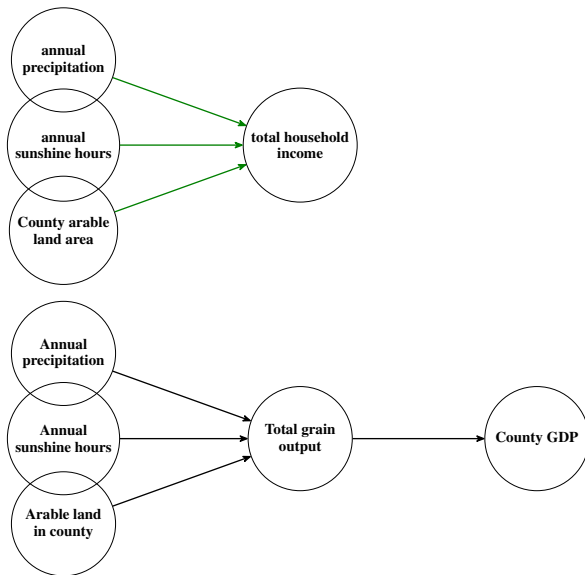 annual
precipitation
annual
sunshine hours
County arable
land area
total household
income
Annual
precipitation
Annual
sunshine hours
Arable land
in county
Total grain
output
County GDP